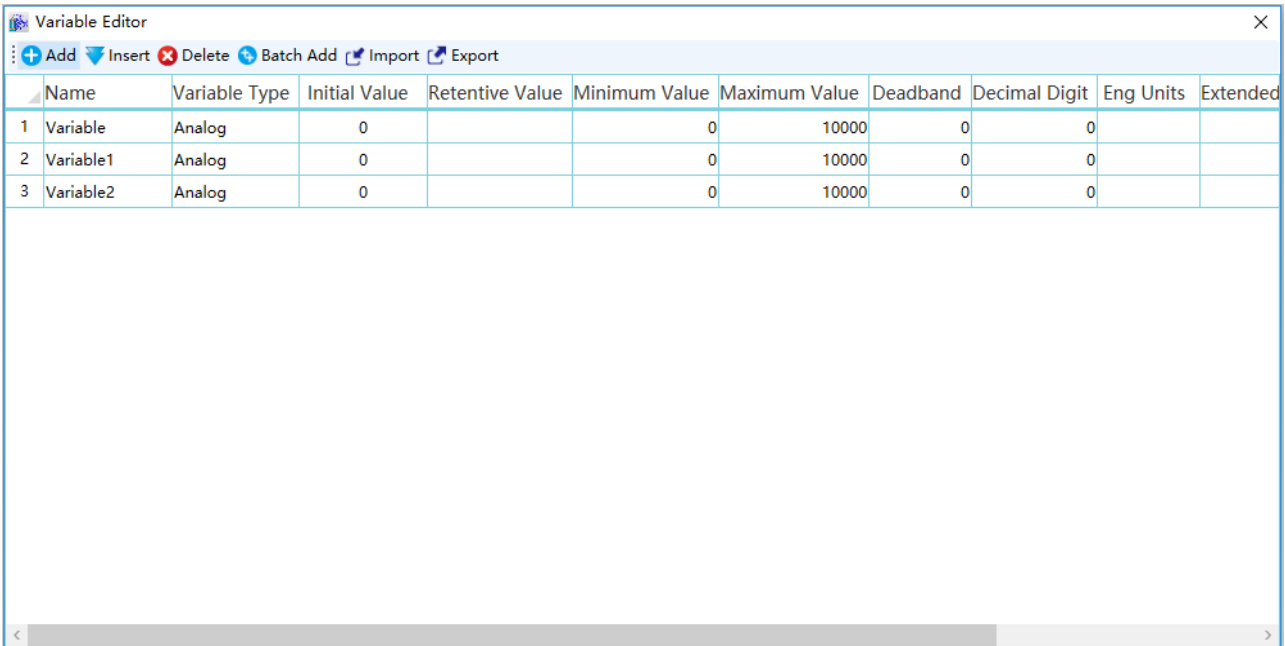 Variable Editor
Add Insert Delete Batch Add Import Export
Name Variable Type Initial Value Retentive Value Minimum Value Maximum Value Deadband Decimal Digit Eng Units Extended
1 Variable Analog 0 0 10000 0 0
2 Variable1 Analog 0 0 10000 0 0
3 Variable2 Analog 0 0 10000 0 0